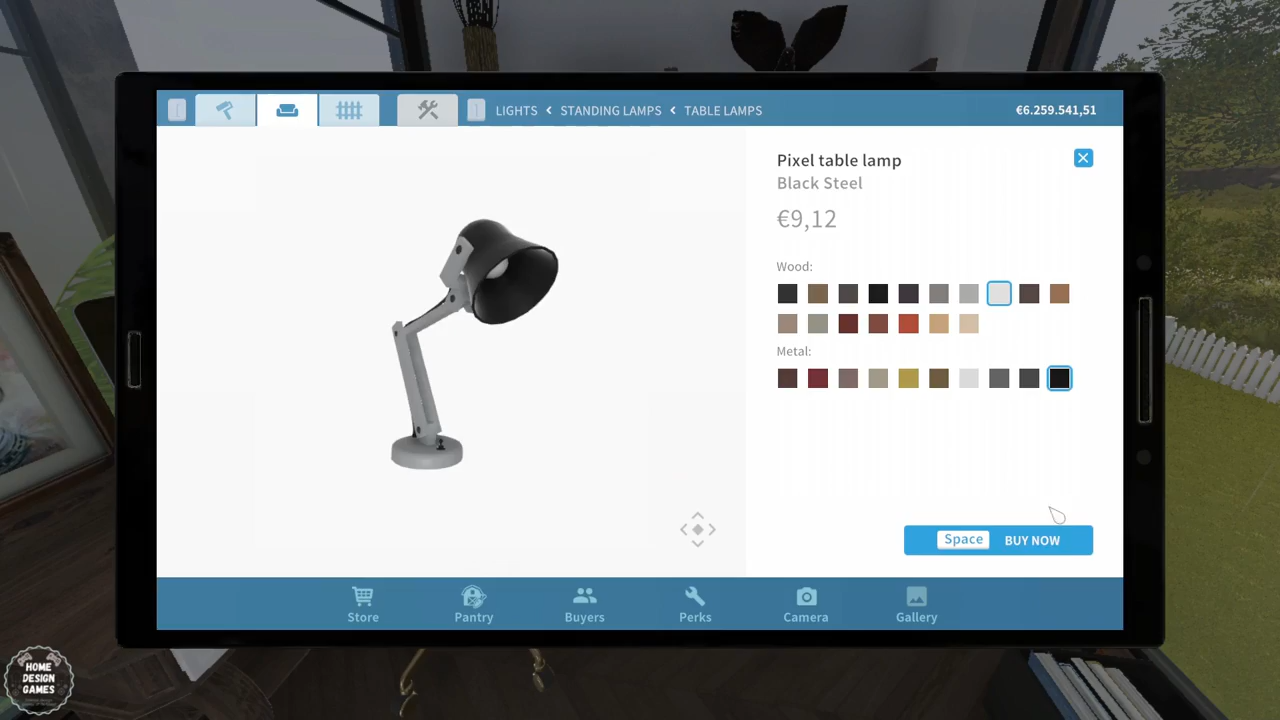 LIGHTS < STANDING LAMPS < TABLE LAMPS
€6.259.541,51
Pixel table lamp
Black Steel
€9,12
Wood:
Metal:
Space BUY NOW
Store Pantry Buyers Perks Camera Gallery
HOME
DESIGN
GAMES